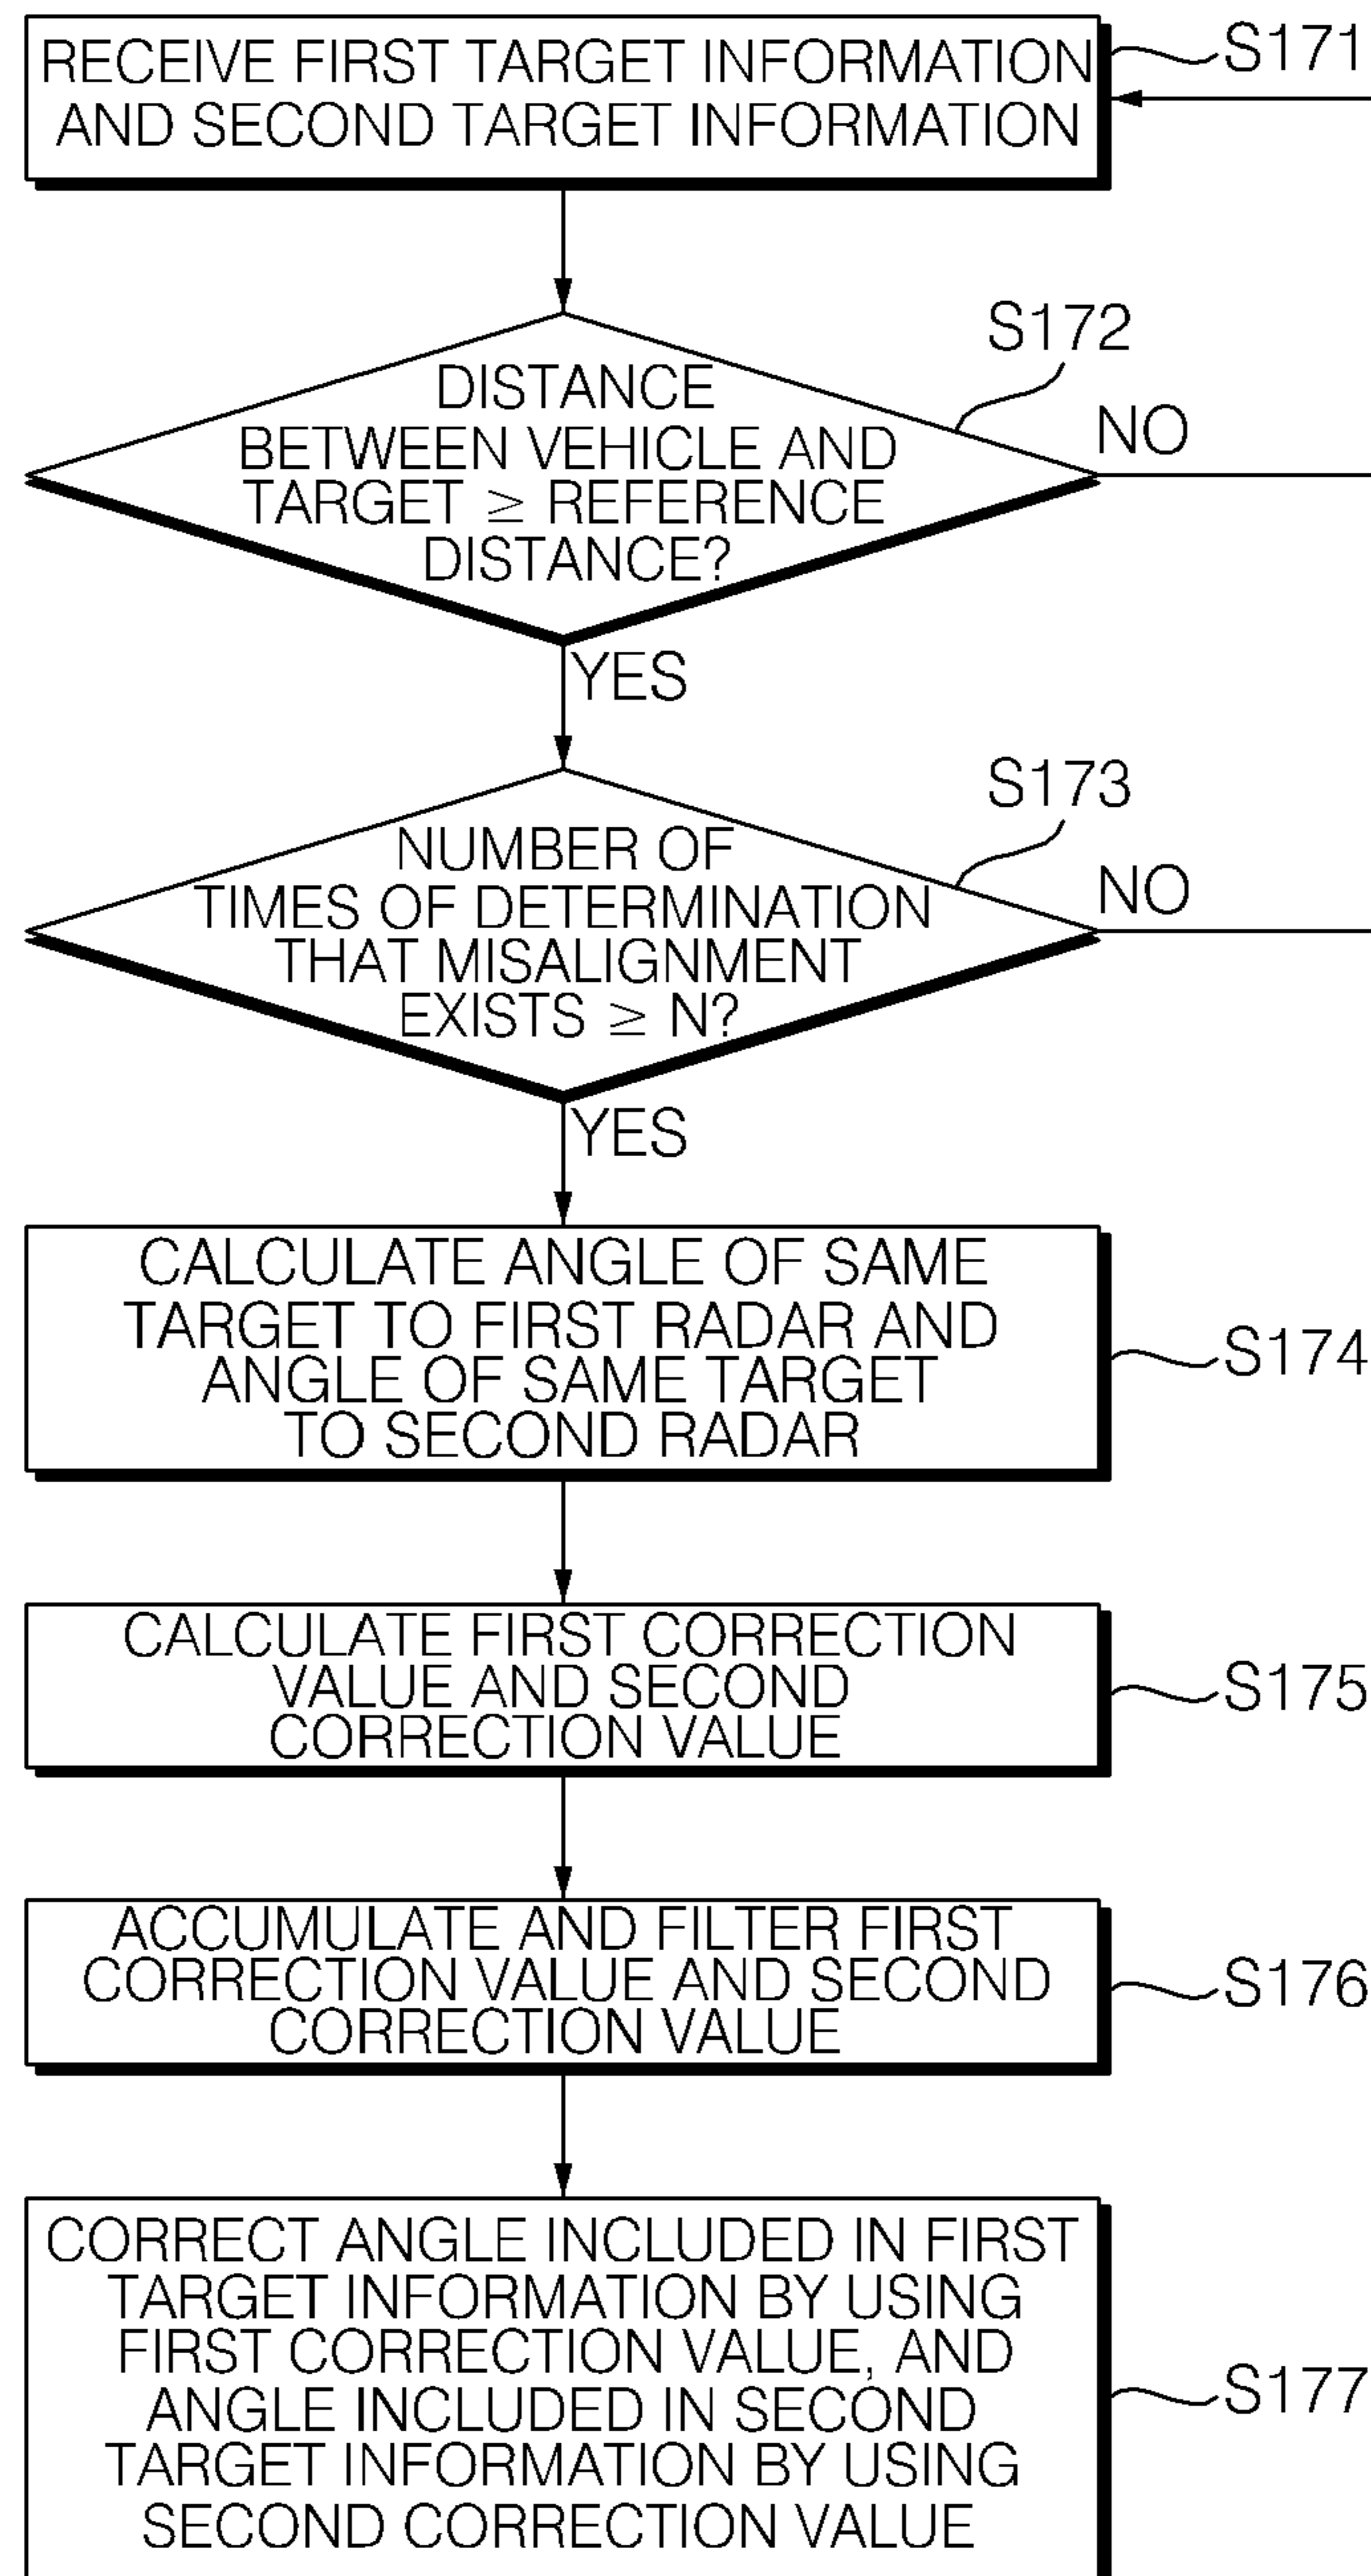 RECEIVE FIRST TARGET INFORMATION
AND SECOND TARGET INFORMATION
S171
DISTANCE
BETWEEN VEHICLE AND
TARGET ≥ REFERENCE
DISTANCE?
S172
NO
YES
NUMBER OF
TIMES OF DETERMINATION
THAT MISALIGNMENT
EXISTS ≥ N?
S173
NO
YES
CALCULATE ANGLE OF SAME
TARGET TO FIRST RADAR AND
ANGLE OF SAME TARGET
TO SECOND RADAR
S174
CALCULATE FIRST CORRECTION
VALUE AND SECOND
CORRECTION VALUE
S175
ACCUMULATE AND FILTER FIRST
CORRECTION VALUE AND SECOND
CORRECTION VALUE
S176
CORRECT ANGLE INCLUDED IN FIRST
TARGET INFORMATION BY USING
FIRST CORRECTION VALUE, AND
ANGLE INCLUDED IN SECOND
TARGET INFORMATION BY USING
SECOND CORRECTION VALUE
S177